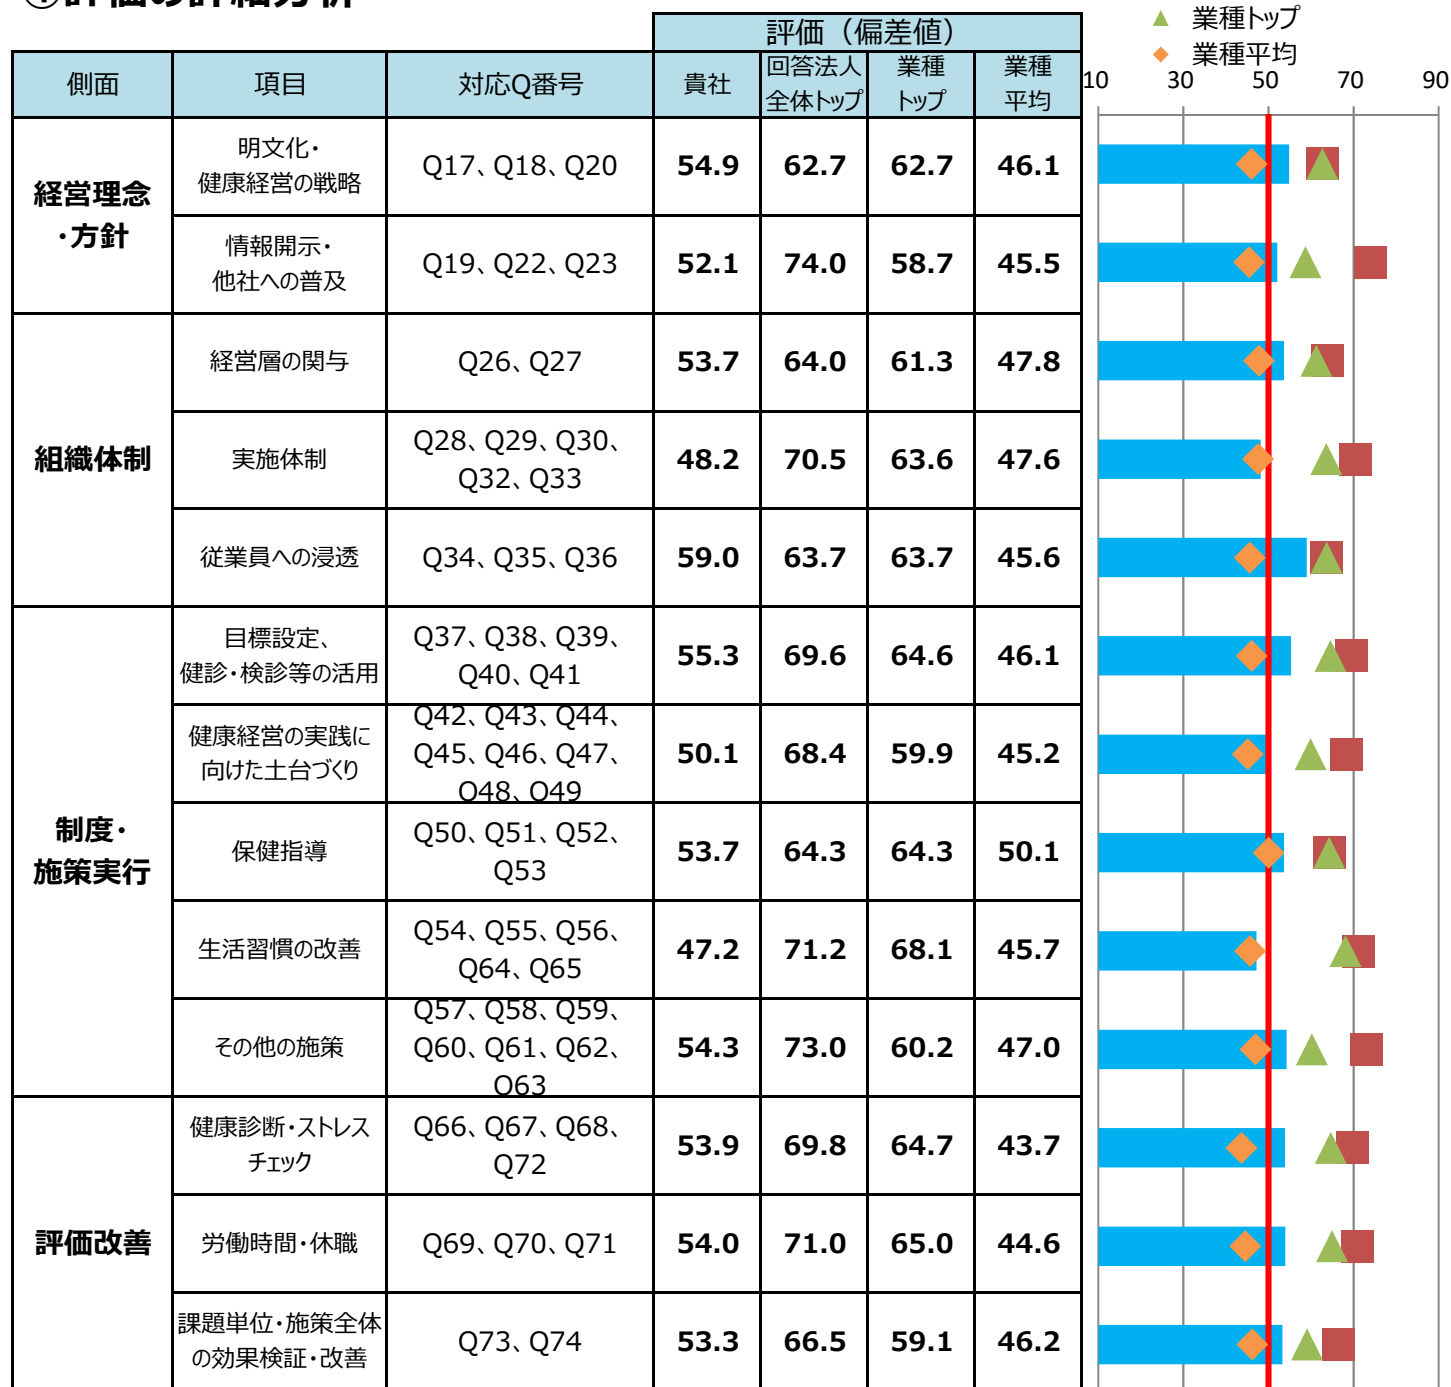 ①評価の詳細分析
▲ 業種トップ
◆ 業種平均
評価（偏差値）
側面 項目 対応Q番号 貴社 回答法人 業種 業種
全体トップ トップ 平均
10 30 50 70 90
経営理念
・方針
明文化・
健康経営の戦略
Q17、Q18、Q20 54.9 62.7 62.7 46.1
情報開示・
他社への普及
Q19、Q22、Q23 52.1 74.0 58.7 45.5
組織体制
経営層の関与 Q26、Q27 53.7 64.0 61.3 47.8
実施体制
Q28、Q29、Q30、
Q32、Q33
48.2 70.5 63.6 47.6
従業員への浸透 Q34、Q35、Q36 59.0 63.7 63.7 45.6
制度・
施策実行
目標設定、
健診・検診等の活用
Q37、Q38、Q39、
Q40、Q41
55.3 69.6 64.6 46.1
健康経営の実践に
向けた土台づくり
Q42、Q43、Q44、
Q45、Q46、Q47、
Q48、Q49
50.1 68.4 59.9 45.2
保健指導
Q50、Q51、Q52、
Q53
53.7 64.3 64.3 50.1
生活習慣の改善
Q54、Q55、Q56、
Q64、Q65
47.2 71.2 68.1 45.7
その他の施策
Q57、Q58、Q59、
Q60、Q61、Q62、
Q63
54.3 73.0 60.2 47.0
評価改善
健康診断・ストレス
チェック
Q66、Q67、Q68、
Q72
53.9 69.8 64.7 43.7
労働時間・休職 Q69、Q70、Q71 54.0 71.0 65.0 44.6
課題単位・施策全体
の効果検証・改善
Q73、Q74 53.3 66.5 59.1 46.2